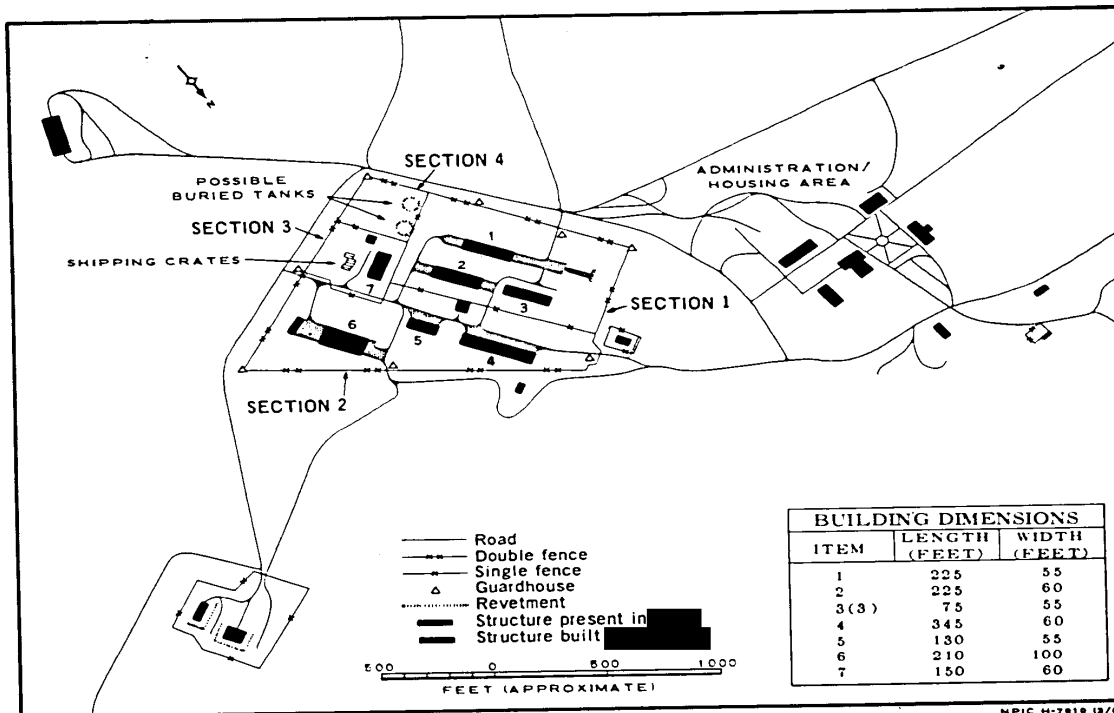 N
SECTION 4
POSSIBLE
BURIED TANKS
SECTION 3
SHIPPING CRATES
ADMINISTRATION/
HOUSING AREA
1
2
3
SECTION 1
7
6
5
4
SECTION 2
Road
Double fence
Single fence
Guardhouse
Revetment
Structure present in
Structure built
500 0 500 1000
FEET (APPROXIMATE)
BUILDING DIMENSIONS
ITEM LENGTH (FEET) WIDTH (FEET)
1 225 55
2 225 60
3(3) 75 55
4 345 60
5 130 55
6 210 100
7 150 60
NPIC H-7819